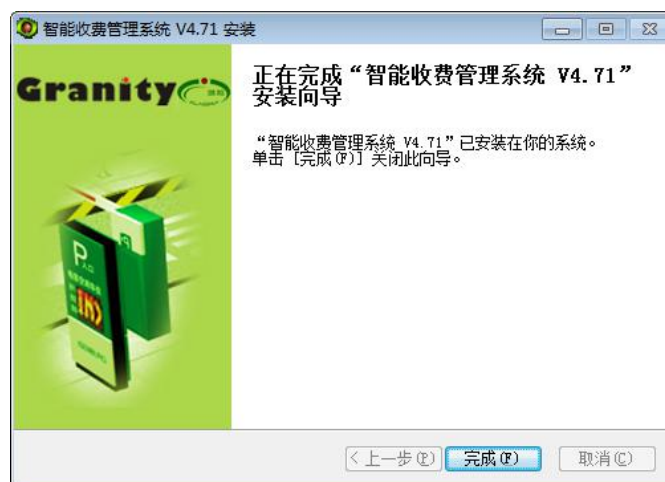 智能收费管理系统 V4.71 安装
Granity
正在完成“智能收费管理系统 V4.71”
安装向导
“智能收费管理系统 V4.71”已安装在你的系统。
单击 [完成(F)] 关闭此向导。
P
入口
P
< 上一步(P)
完成(F)
取消(C)